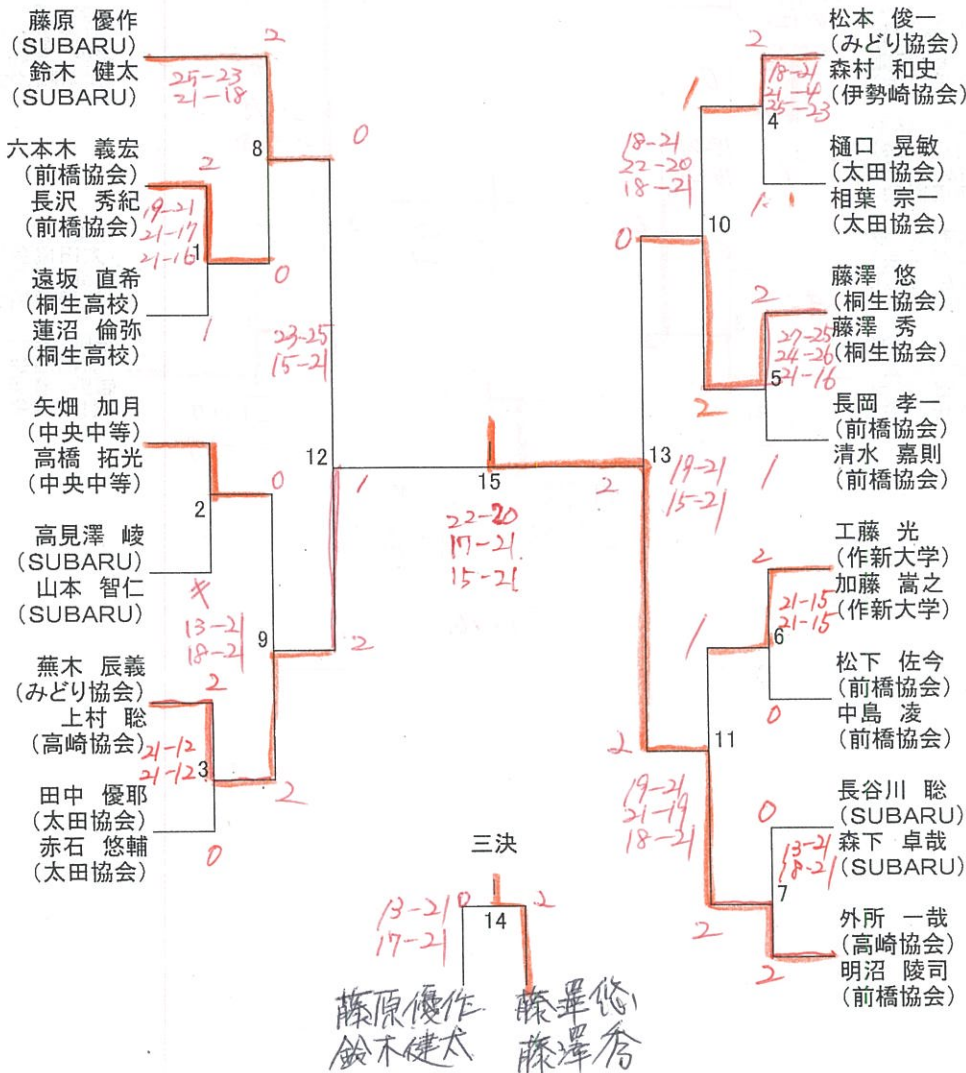 藤原 優作
(SUBARU)
鈴木 健太
(SUBARU)
2
25-23
21-18
8
0
六本木 義宏
(前橋協会)
長沢 秀紀
(前橋協会)
2
19-21
21-17
21-16
1
0
遠坂 直希
(桐生高校)
蓮沼 倫弥
(桐生高校)
1
23-25
15-21
矢畑 加月
(中央中等)
高橋 拓光
(中央中等)
2
0
12
高見澤 崚
(SUBARU)
山本 智仁
(SUBARU)
キ
13-21
18-21
9
2
蕪木 辰義
(みどり協会)
上村 聡
(高崎協会)
2
21-12
21-12
3
2
田中 優耶
(太田協会)
赤石 悠輔
(太田協会)
0
1
15
2
22-20
17-21
15-21
三決
0
14
2
13-21
17-21
藤原優作 藤澤悠
鈴木健太 藤澤秀
松本 俊一
(みどり協会)
森村 和史
(伊勢崎協会)
2
18-21
21-4
25-23
4
1
18-21
22-20
18-21
樋口 晃敏
(太田協会)
相葉 宗一
(太田協会)
1
10
0
藤澤 悠
(桐生協会)
藤澤 秀
(桐生協会)
2
27-25
24-26
21-16
5
2
長岡 孝一
(前橋協会)
清水 嘉則
(前橋協会)
1
13
19-21
15-21
工藤 光
(作新大学)
加藤 嵩之
(作新大学)
2
21-15
21-15
6
1
松下 佐今
(前橋協会)
中島 凌
(前橋協会)
0
11
2
19-21
21-19
18-21
長谷川 聡
(SUBARU)
森下 卓哉
(SUBARU)
0
13-21
18-21
7
2
外所 一哉
(高崎協会)
明沼 陵司
(前橋協会)
2